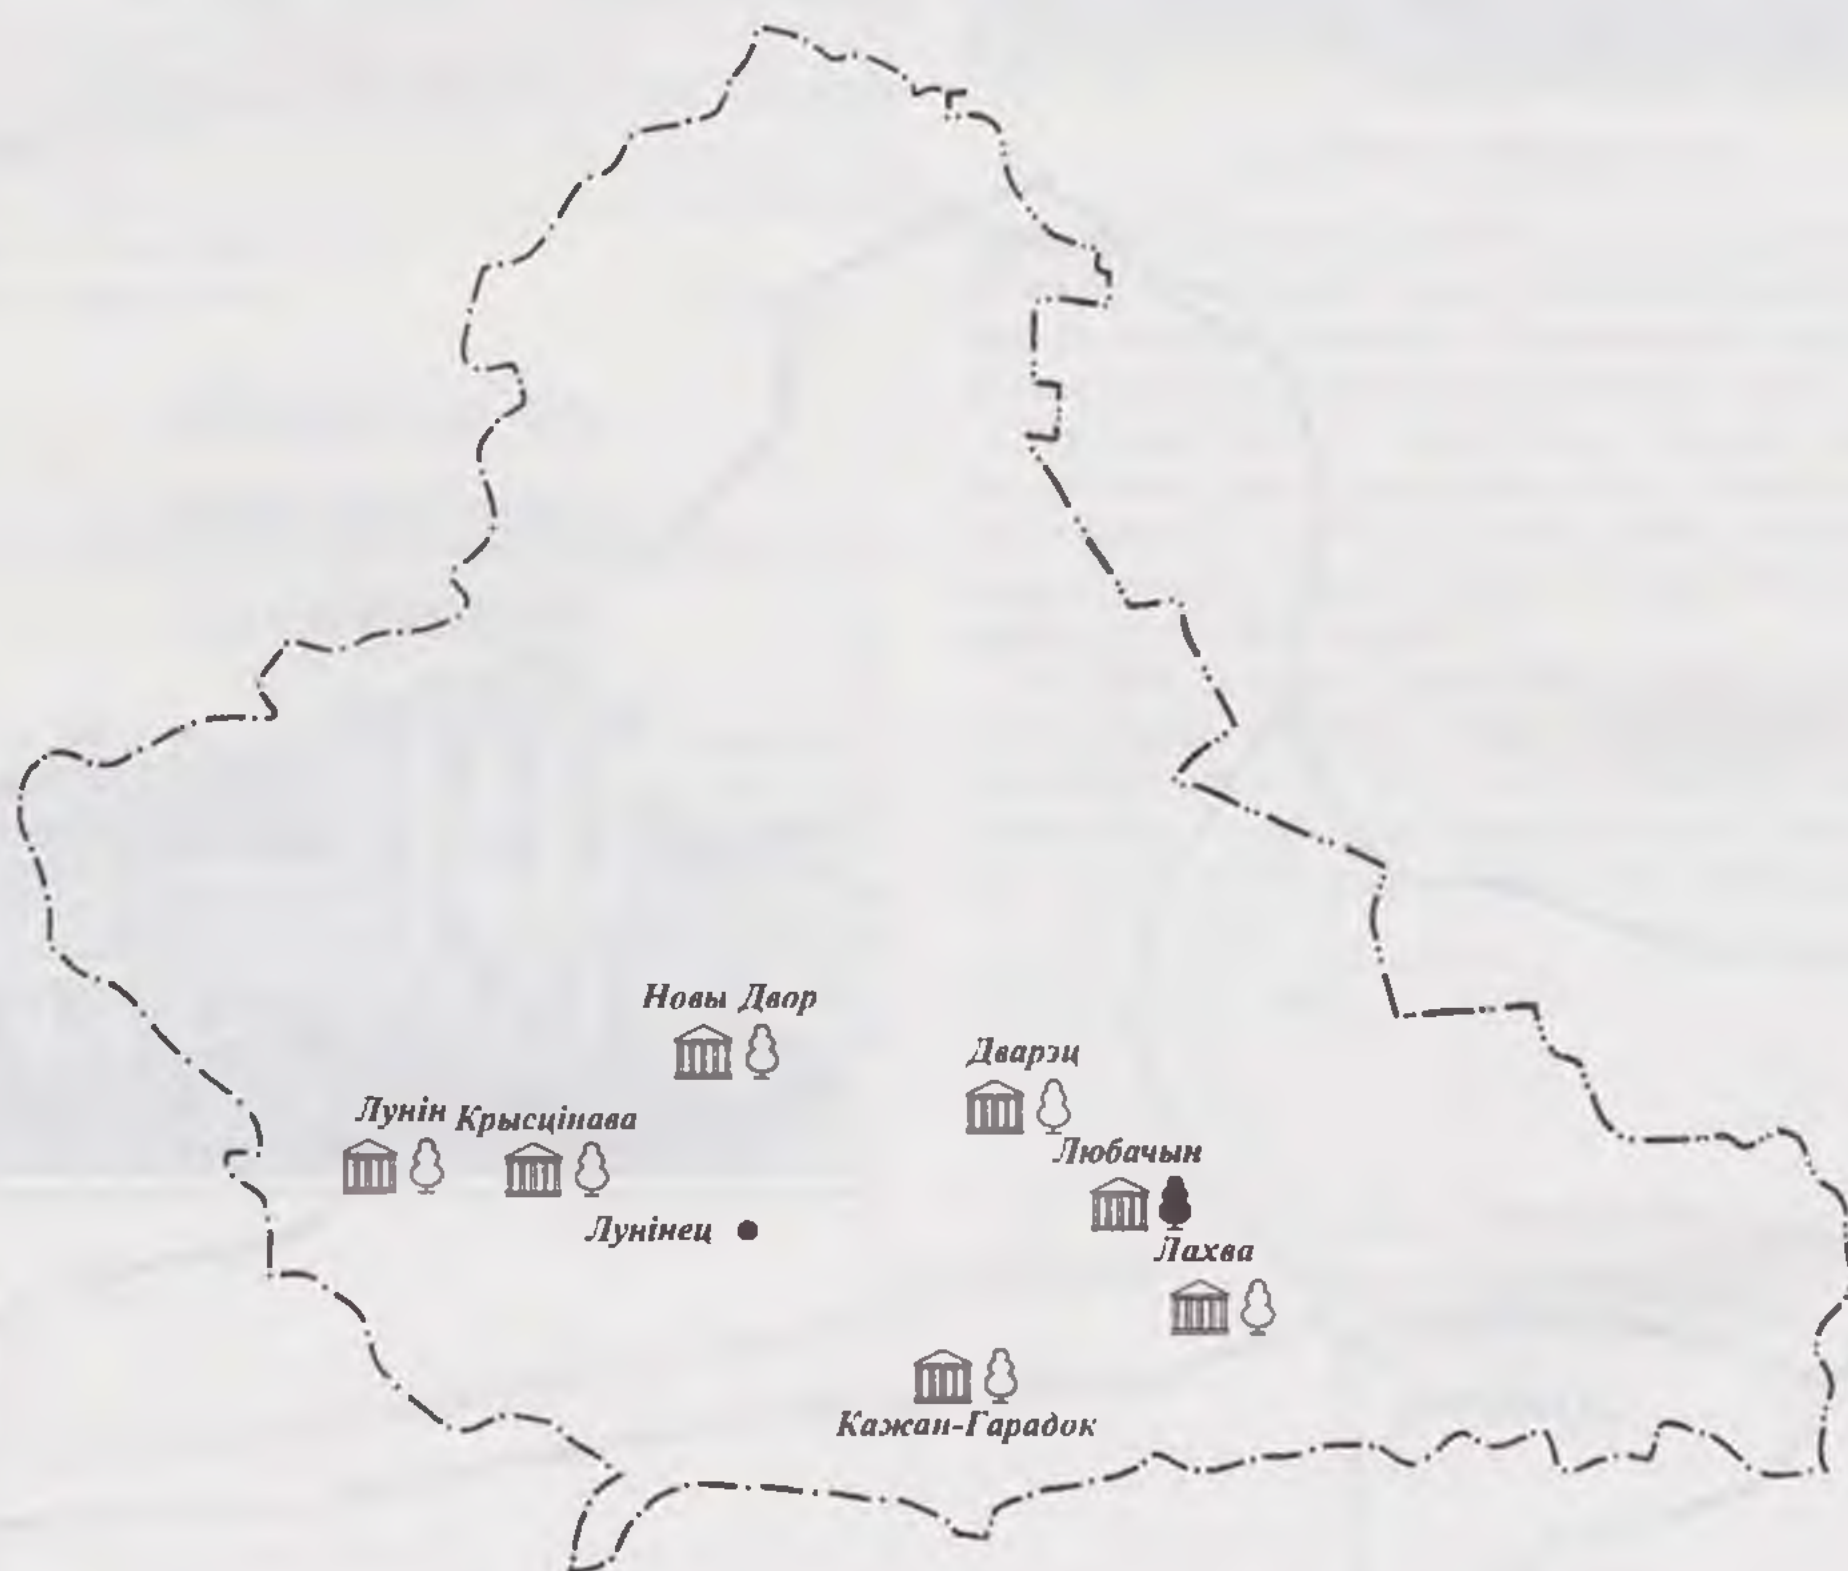 Новы Двор
Дварэц
Лунін
Крысцінава
Любачын
Лунінец
Лахва
Кажан-Гарадок